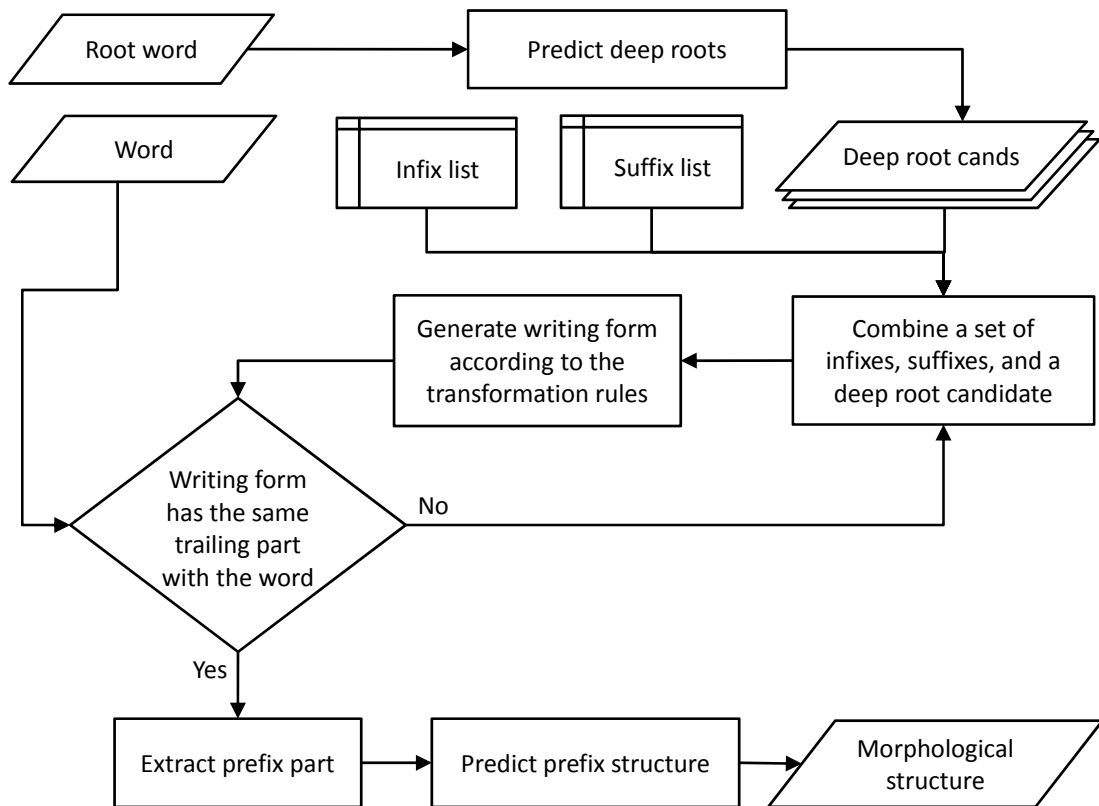 Root word
Predict deep roots
Word
Infix list
Suffix list
Deep root cands
Generate writing form
according to the
transformation rules
Combine a set of
infixes, suffixes, and a
deep root candidate
Writing form
has the same
trailing part
with the word
No
Yes
Extract prefix part
Predict prefix structure
Morphological
structure